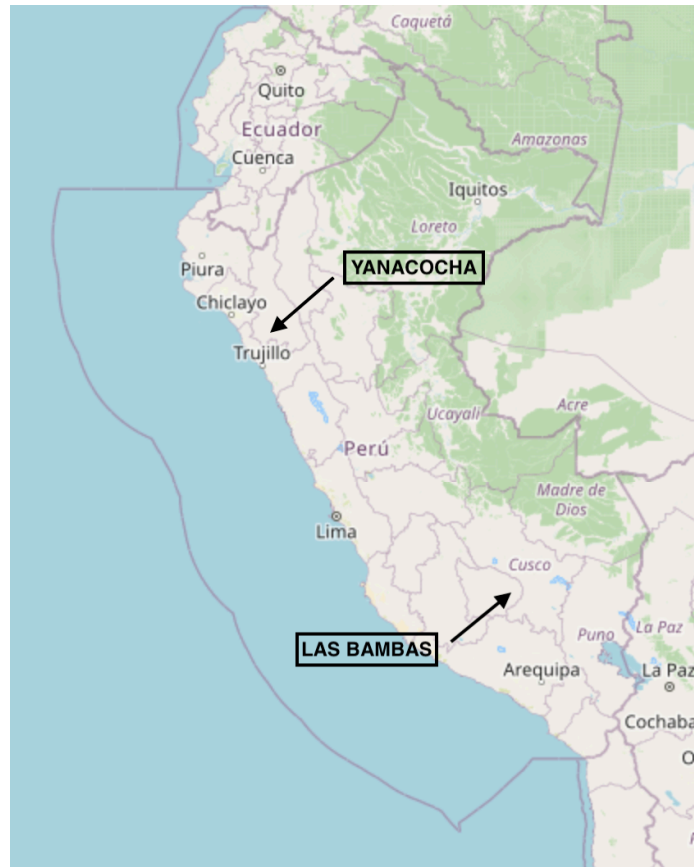 Caquetá
Quito
Ecuador
Cuenca
Amazonas
Iquitos
Loreto
YANACOCHA
Piura
Chiclayo
Trujillo
Ucayali
Acre
Perú
Madre de
Dios
Lima
Cusco
LAS BAMBAS
Puno
La Paz
Arequipa
La Paz
Cochaba
O